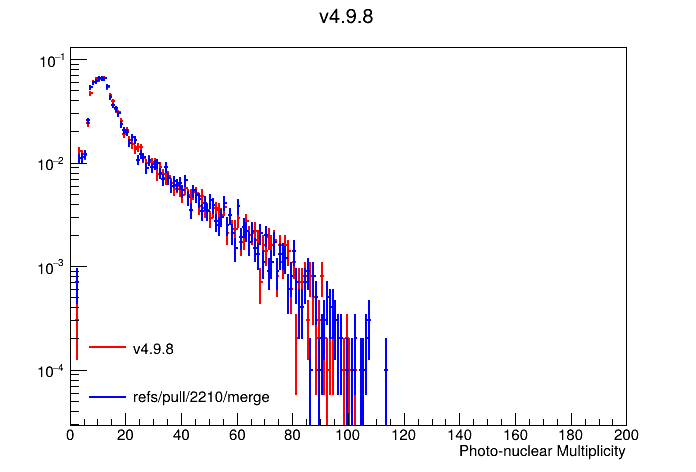 v4.9.8
10⁻¹
10⁻²
10⁻³
10⁻⁴
v4.9.8
refs/pull/2210/merge
0 20 40 60 80 100 120 140 160 180 200
Photo-nuclear Multiplicity